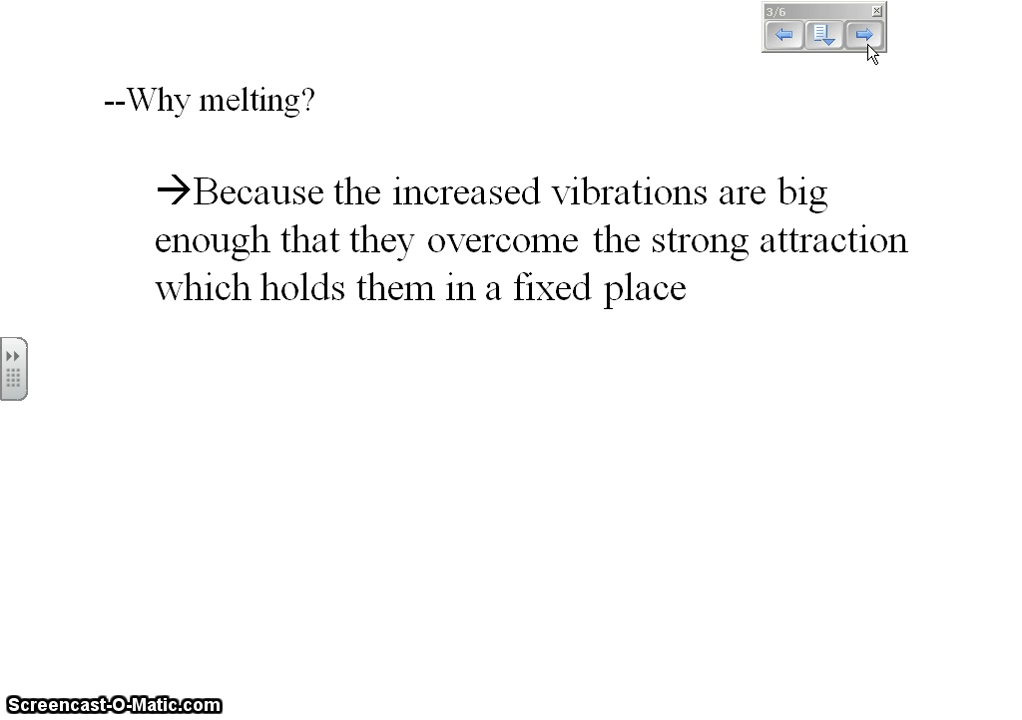 3/6
--Why melting?
→Because the increased vibrations are big
enough that they overcome the strong attraction
which holds them in a fixed place
Screencast-O-Matic.com